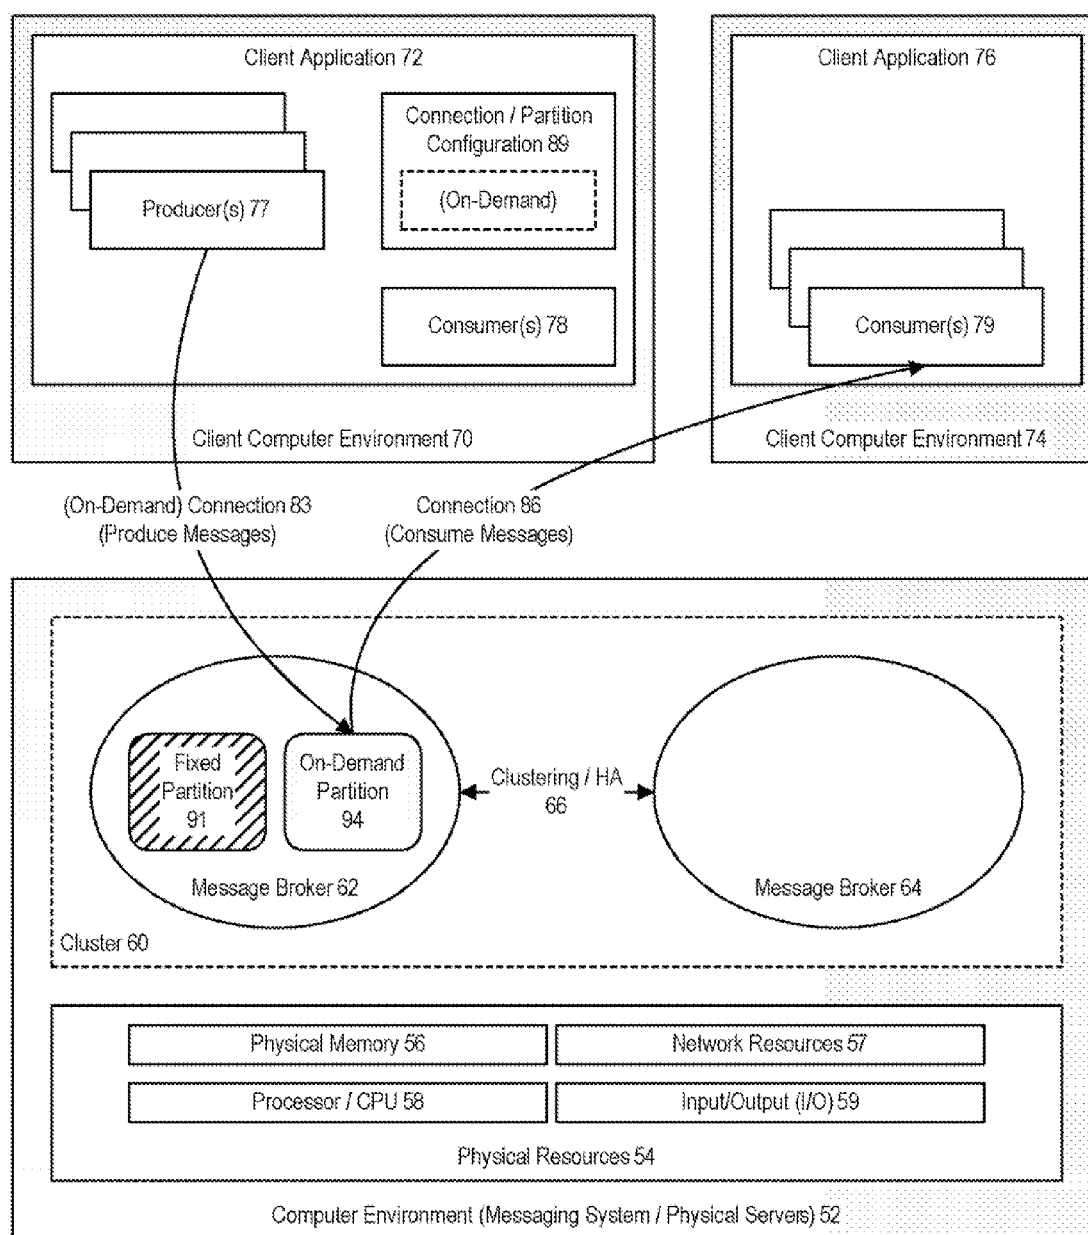 Client Application 72
Producer(s) 77
Connection / Partition
Configuration 89
(On-Demand)
Consumer(s) 78
Client Computer Environment 70
Client Application 76
Consumer(s) 79
Client Computer Environment 74
(On-Demand) Connection 83
(Produce Messages)
Connection 86
(Consume Messages)
Fixed
Partition
91
On-Demand
Partition
94
Message Broker 62
Clustering / HA
66
Message Broker 64
Cluster 60
Physical Memory 56
Network Resources 57
Processor / CPU 58
Input/Output (I/O) 59
Physical Resources 54
Computer Environment (Messaging System / Physical Servers) 52